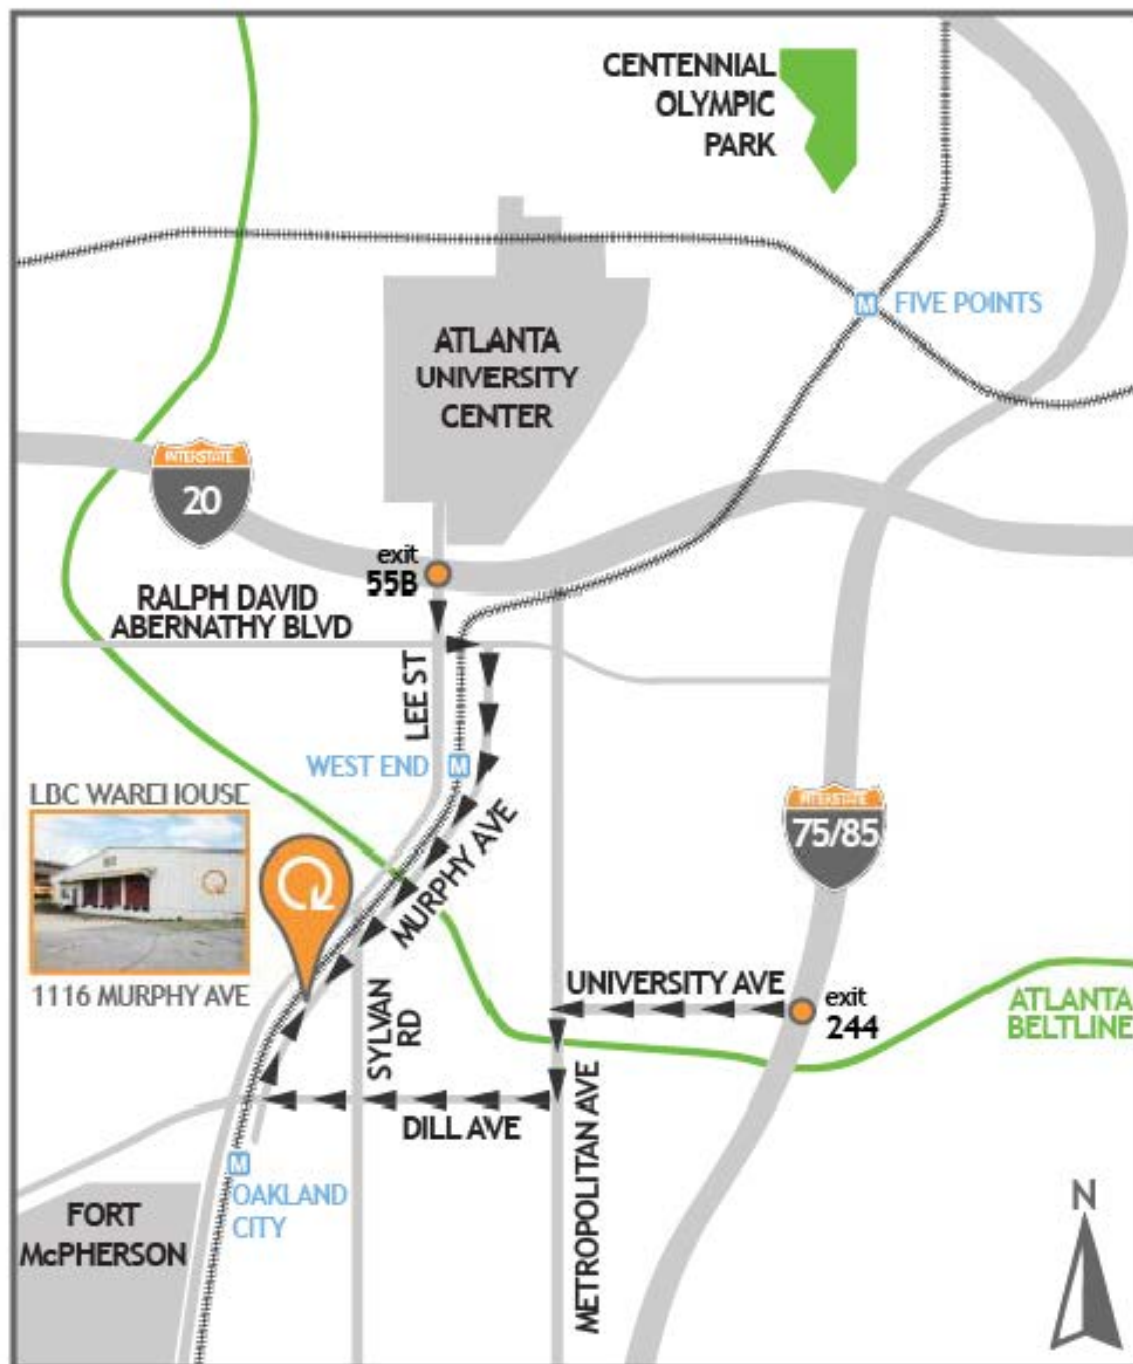 CENTENNIAL
OLYMPIC
PARK
M FIVE POINTS
ATLANTA
UNIVERSITY
CENTER
INTERSTATE
20
exit
55B
RALPH DAVID
ABERNATHY BLVD
LEE ST
WEST END M
LBC WAREHOUSE
MURPHY AVE
INTERSTATE
75/85
1116 MURPHY AVE
SYLVAN
RD
UNIVERSITY AVE
exit
244
ATLANTA
BELTLINE
DILL AVE
METROPOLITAN AVE
M
OAKLAND
CITY
FORT
McPHERSON
N